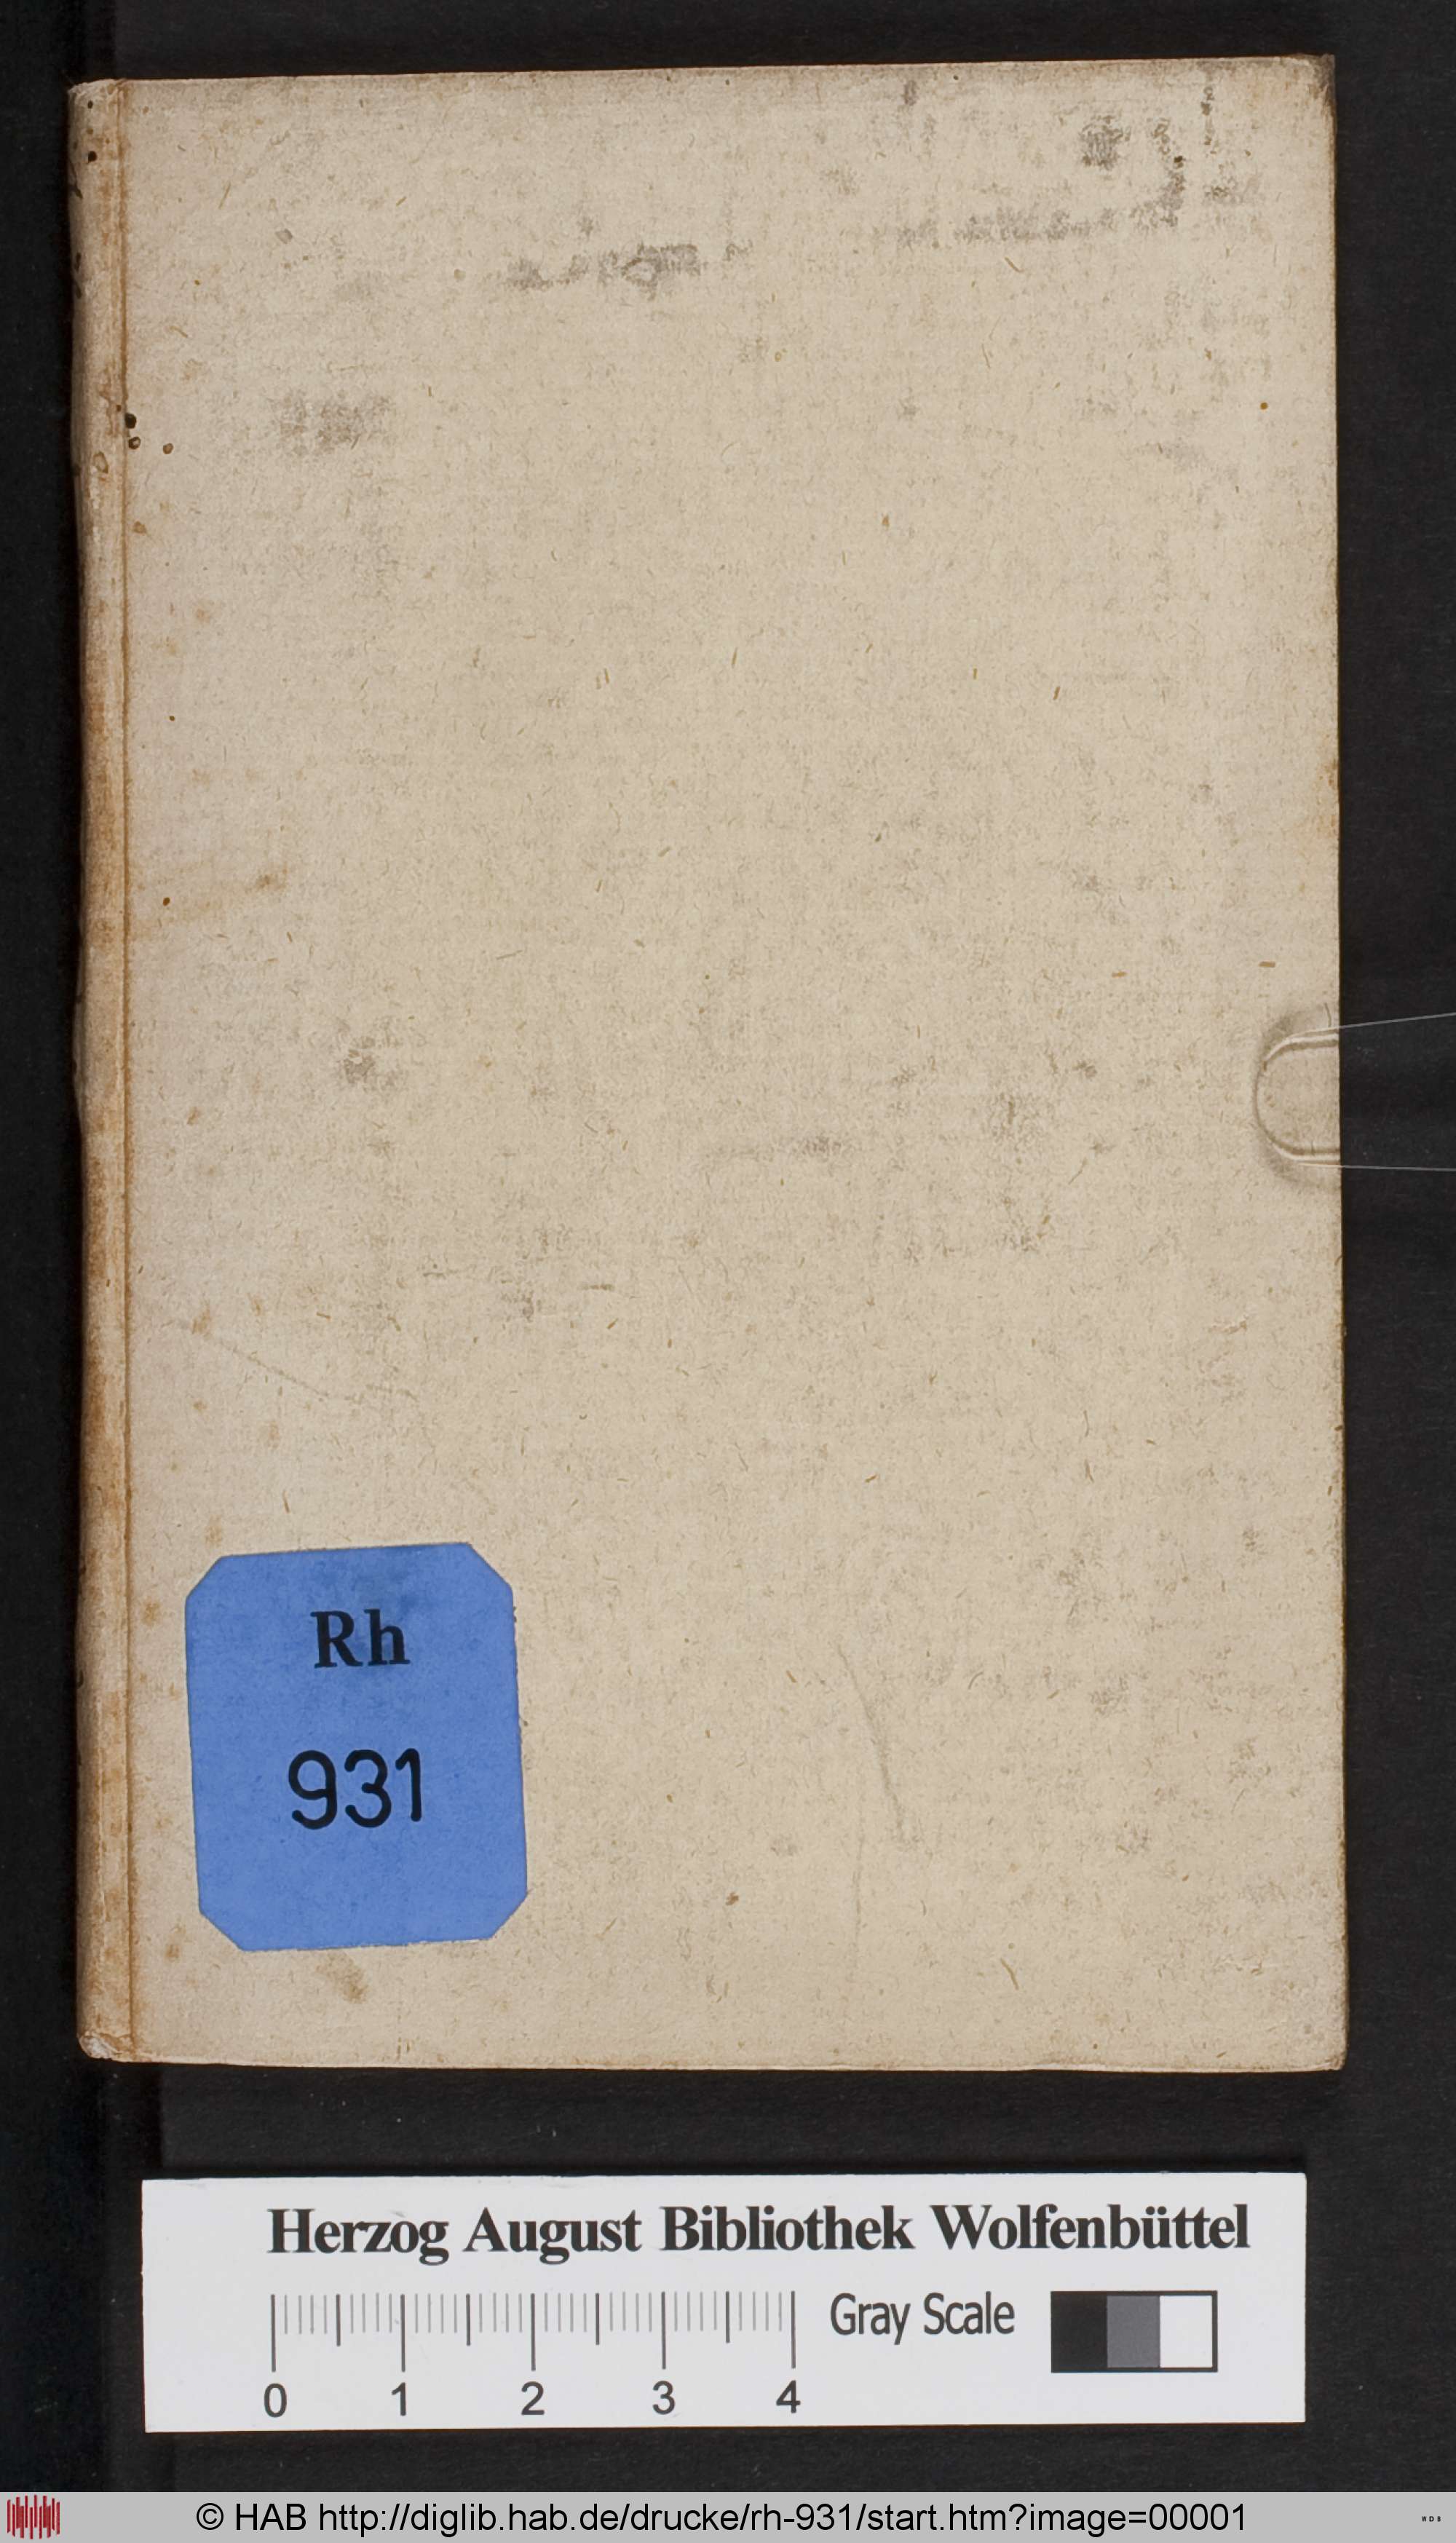 Rh
931
Herzog August Bibliothek Wolfenbüttel
Gray Scale
0 1 2 3 4
© HAB http://diglib.hab.de/drucke/rh-931/start.htm?image=00001
WDB